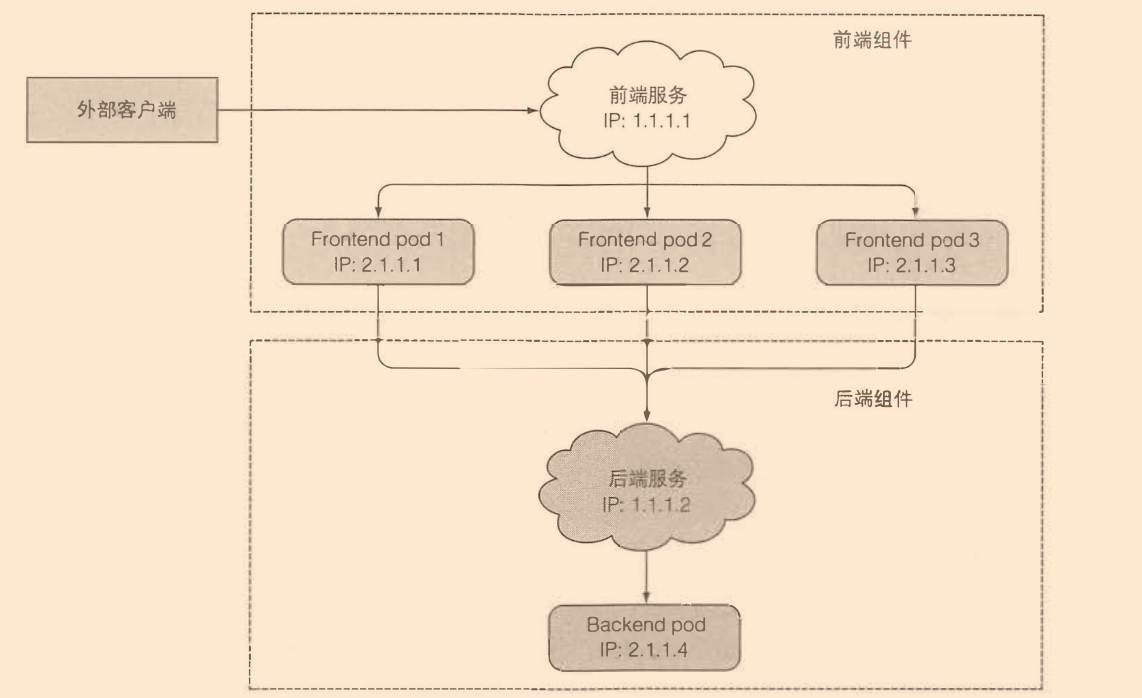 前端组件
外部客户端
前端服务
IP: 1.1.1.1
Frontend pod 1
IP: 2.1.1.1
Frontend pod 2
IP: 2.1.1.2
Frontend pod 3
IP: 2.1.1.3
后端组件
后端服务
IP: 1.1.1.2
Backend pod
IP: 2.1.1.4